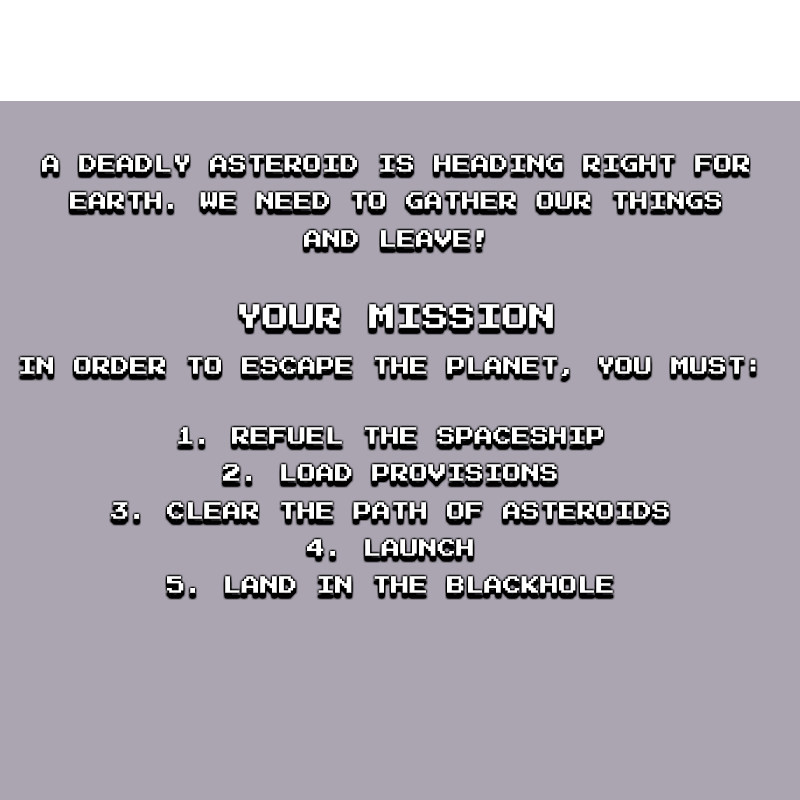 A DEADLY ASTEROID IS HEADING RIGHT FOR
EARTH. WE NEED TO GATHER OUR THINGS
AND LEAVE!
YOUR MISSION
IN ORDER TO ESCAPE THE PLANET, YOU MUST:
1. REFUEL THE SPACESHIP
2. LOAD PROVISIONS
3. CLEAR THE PATH OF ASTEROIDS
4. LAUNCH
5. LAND IN THE BLACKHOLE